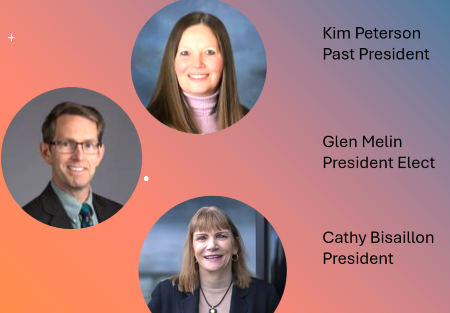 Kim Peterson
Past President
Glen Melin
President Elect
Cathy Bisaillon
President